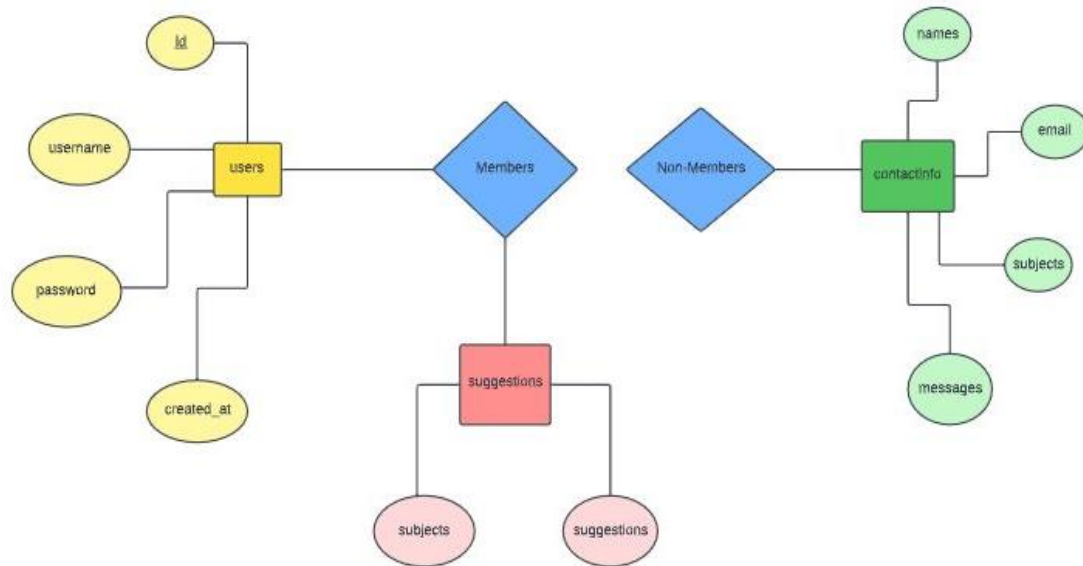 Id
username
password
created_at
users
Members
suggestions
subjects
suggestions
Non-Members
contactinfo
names
email
subjects
messages